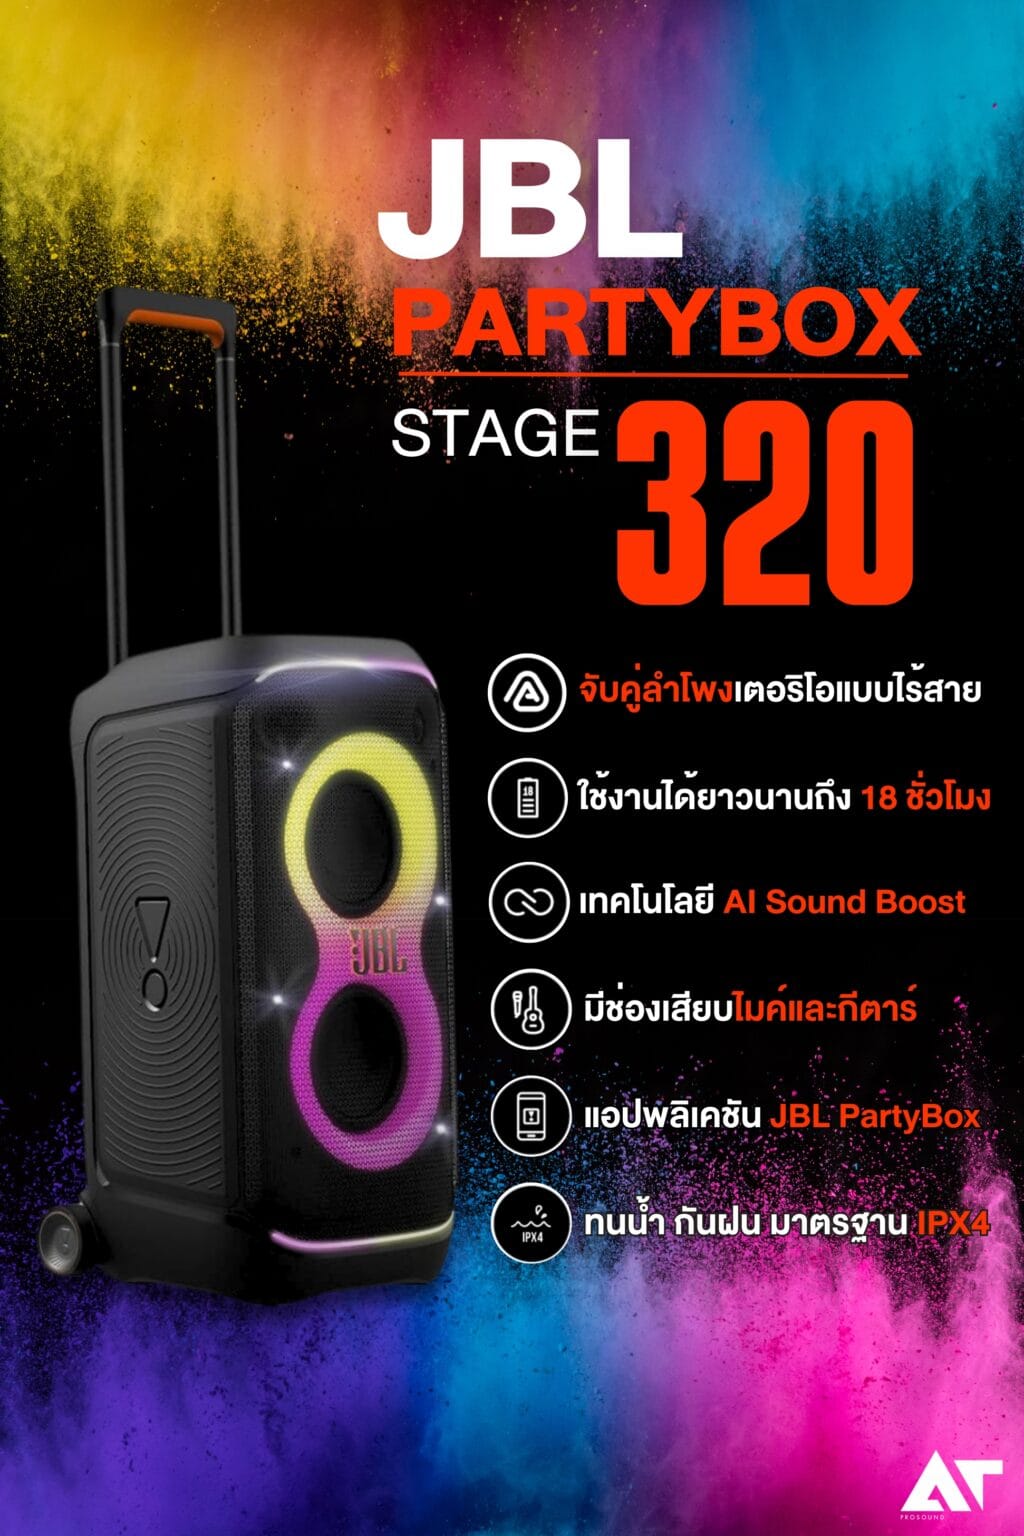 JBL
PARTYBOX
STAGE 320
จับคู่ลำโพงเตอริโอแบบไร้สาย
18
ใช้งานได้ยาวนานถึง 18 ชั่วโมง
เทคโนโลยี AI Sound Boost
มีช่องเสียบไมค์และกีตาร์
แอปพลิเคชัน JBL PartyBox
IPX4
ทนน้ำ กันฝน มาตรฐาน IPX4
JBL
AT
PROSOUND